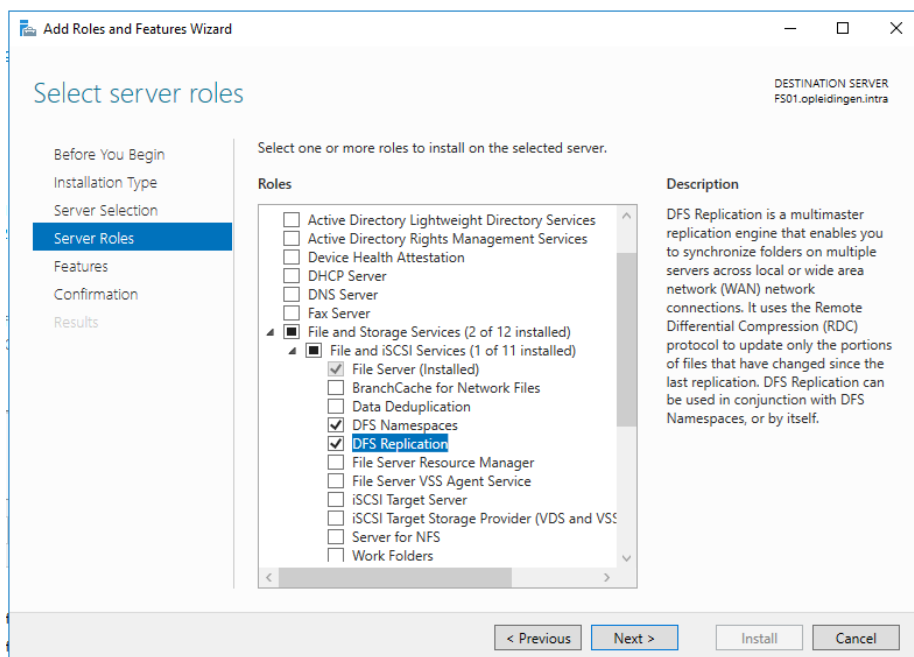 Add Roles and Features Wizard
Select server roles
DESTINATION SERVER
FS01.opleidingen.intra
Before You Begin
Installation Type
Server Selection
Server Roles
Features
Confirmation
Results
Select one or more roles to install on the selected server.
Roles
Active Directory Lightweight Directory Services
Active Directory Rights Management Services
Device Health Attestation
DHCP Server
DNS Server
Fax Server
File and Storage Services (2 of 12 installed)
File and iSCSI Services (1 of 11 installed)
File Server (Installed)
BranchCache for Network Files
Data Deduplication
DFS Namespaces
DFS Replication
File Server Resource Manager
File Server VSS Agent Service
iSCSI Target Server
iSCSI Target Storage Provider (VDS and VSS
Server for NFS
Work Folders
Description
DFS Replication is a multimaster
replication engine that enables you
to synchronize folders on multiple
servers across local or wide area
network (WAN) network
connections. It uses the Remote
Differential Compression (RDC)
protocol to update only the portions
of files that have changed since the
last replication. DFS Replication can
be used in conjunction with DFS
Namespaces, or by itself.
< Previous
Next >
Install
Cancel